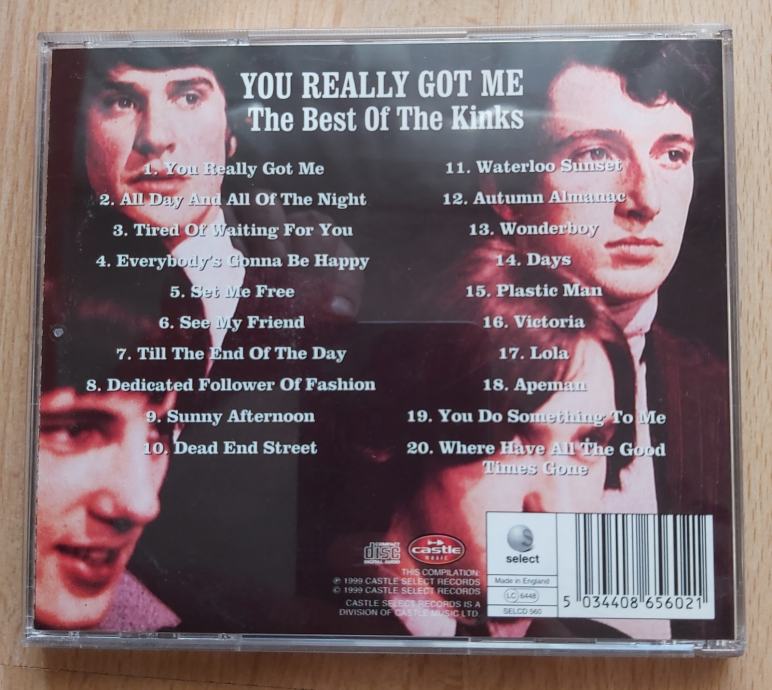 YOU REALLY GOT ME
The Best Of The Kinks
1. You Really Got Me
2. All Day And All Of The Night
3. Tired Of Waiting For You
4. Everybody's Gonna Be Happy
5. Set Me Free
6. See My Friend
7. Till The End Of The Day
8. Dedicated Follower Of Fashion
9. Sunny Afternoon
10. Dead End Street
11. Waterloo Sunset
12. Autumn Almanac
13. Wonderboy
14. Days
15. Plastic Man
16. Victoria
17. Lola
18. Apeman
19. You Do Something To Me
20. Where Have All The Good
Times Gone
COMPACT
disc
DIGITAL AUDIO
castle
MUSIC
THIS COMPILATION:
℗ 1999 CASTLE SELECT RECORDS
© 1999 CASTLE SELECT RECORDS
CASTLE SELECT RECORDS IS A
DIVISION OF CASTLE MUSIC LTD.
S
select
Made in England
LC 6448
SELCD 560
5 034408 656021